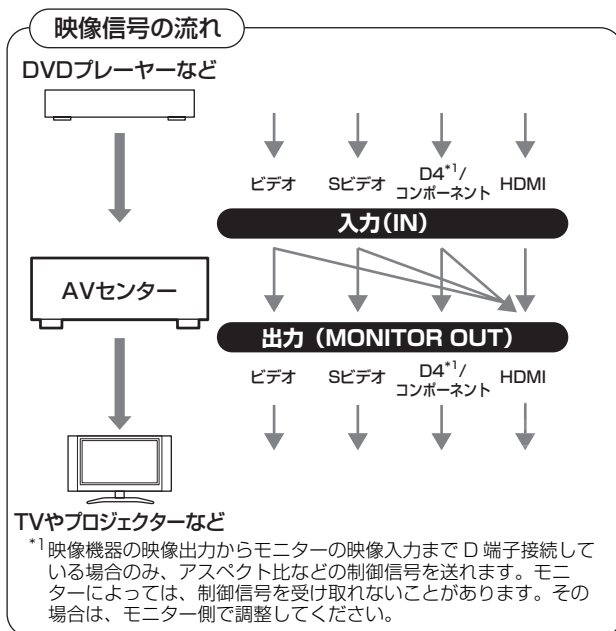 映像信号の流れ
DVDプレーヤーなど
ビデオ Sビデオ D4*1/コンポーネント HDMI
入力（IN）
AVセンター
出力（MONITOR OUT）
ビデオ Sビデオ D4*1/コンポーネント HDMI
TVやプロジェクターなど
*1映像機器の映像出力からモニターの映像入力まで D 端子接続して
いる場合のみ、アスペクト比などの制御信号を送れます。モニ
ターによっては、制御信号を受け取れないことがあります。その
場合は、モニター側で調整してください。